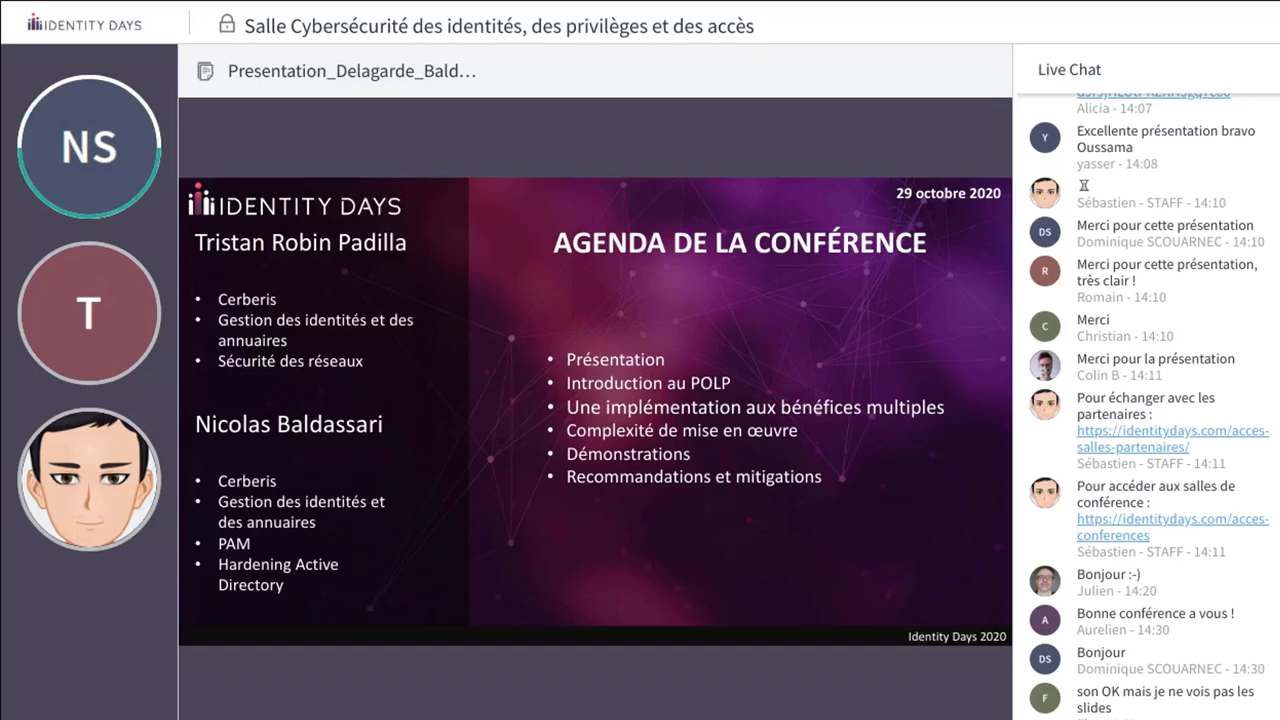 IDENTITY DAYS
Salle Cybersécurité des identités, des privilèges et des accès
NS
T
Presentation_Delagarde_Bald...
IDENTITY DAYS
Tristan Robin Padilla
• Cerberis
• Gestion des identités et des
annuaires
• Sécurité des réseaux
Nicolas Baldassari
• Cerberis
• Gestion des identités et
des annuaires
• PAM
• Hardening Active
Directory
29 octobre 2020
AGENDA DE LA CONFÉRENCE
• Présentation
• Introduction au POLP
• Une implémentation aux bénéfices multiples
• Complexité de mise en œuvre
• Démonstrations
• Recommandations et mitigations
Identity Days 2020
Live Chat
Alicia - 14:07
Y
Excellente présentation bravo
Oussama
yasser - 14:08
Sébastien - STAFF - 14:10
DS
Merci pour cette présentation
Dominique SCOUARNEC - 14:10
R
Merci pour cette présentation,
très clair !
Romain - 14:10
C
Merci
Christian - 14:10
Merci pour la présentation
Colin B - 14:11
Pour échanger avec les
partenaires :
https://identitydays.com/acces-
salles-partenaires/
Sébastien - STAFF - 14:11
Pour accéder aux salles de
conférence :
https://identitydays.com/acces-
conferences
Sébastien - STAFF - 14:11
Bonjour :-)
Julien - 14:20
A
Bonne conférence a vous !
Aurelien - 14:30
DS
Bonjour
Dominique SCOUARNEC - 14:30
F
son OK mais je ne vois pas les
slides